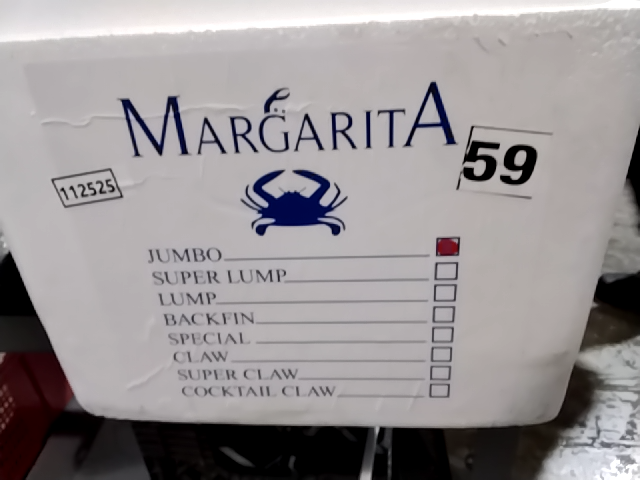 MARGARITA
59
112525
JUMBO
SUPER LUMP
LUMP
BACKFIN
SPECIAL
CLAW
SUPER CLAW
COCKTAIL CLAW